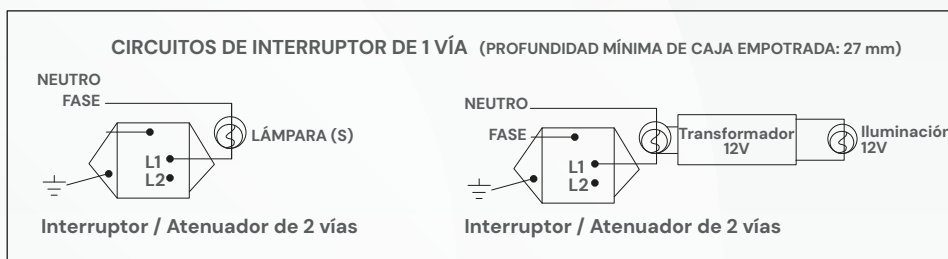 CIRCUITOS DE INTERRUPTOR DE 1 VÍA (PROFUNDIDAD MÍNIMA DE CAJA EMPOTRADA: 27 mm)
NEUTRO
FASE
LÁMPARA (S)
L1
L2
Interruptor / Atenuador de 2 vías
NEUTRO
FASE
Transformador
12V
Iluminación
12V
L1
L2
Interruptor / Atenuador de 2 vías